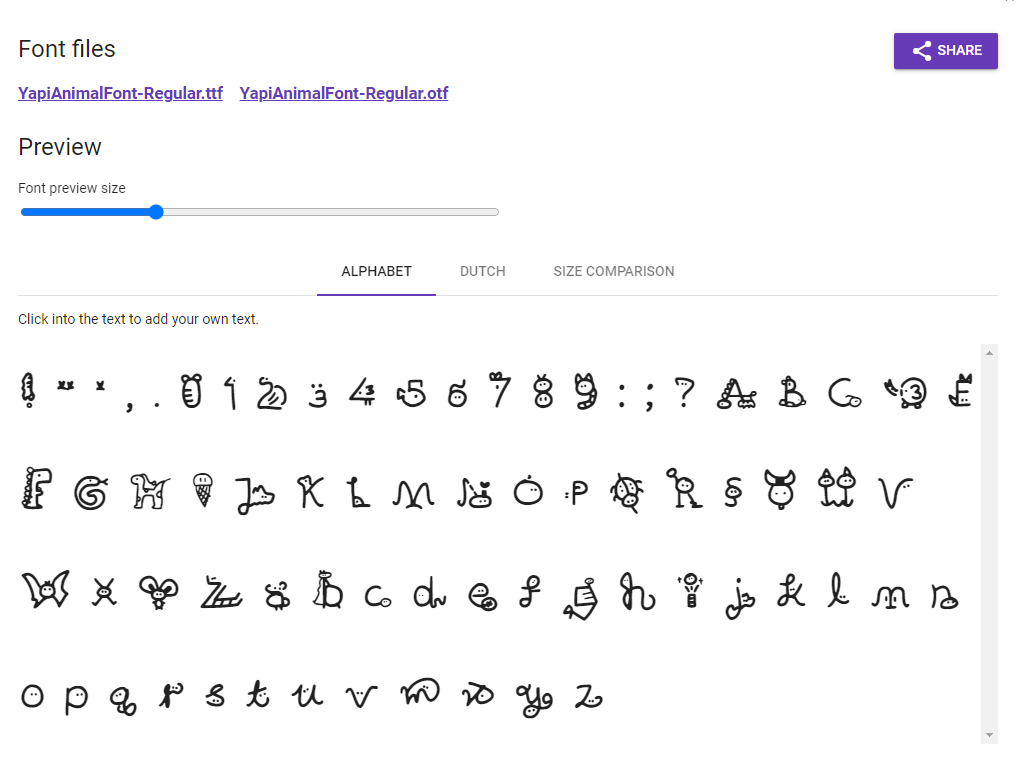 Font files
SHARE
YapiAnimalFont-Regular.ttf YapiAnimalFont-Regular.otf
Preview
Font preview size
ALPHABET DUTCH SIZE COMPARISON
Click into the text to add your own text.
! " ' , . 0 1 2 3 4 5 6 7 8 9 : ; ? A B C D E
F G H I J K L M N O P Q R S T U V
W X Y Z a b c d e f g h i j k l m n
o p q r s t u v w x y z